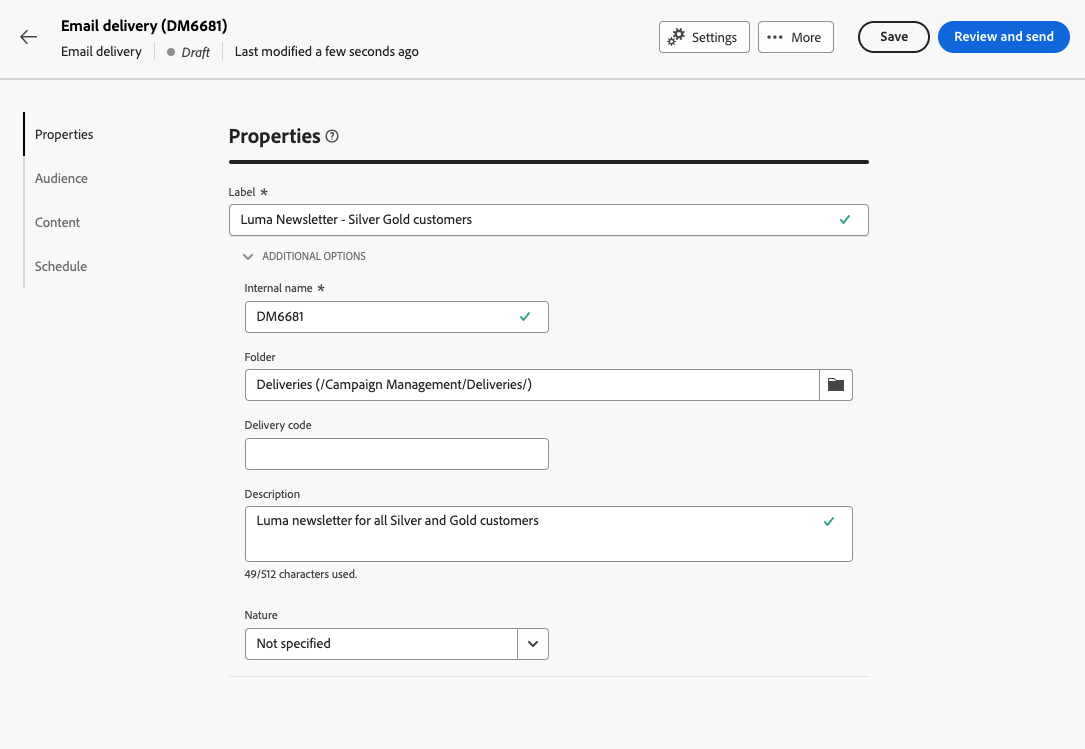 Email delivery (DM6681)
Email delivery
Draft
Last modified a few seconds ago
Settings
More
Save
Review and send
Properties
Audience
Content
Schedule
Properties
Label *
Luma Newsletter - Silver Gold customers
ADDITIONAL OPTIONS
Internal name *
DM6681
Folder
Deliveries (/Campaign Management/Deliveries/)
Delivery code
Description
Luma newsletter for all Silver and Gold customers
49/512 characters used.
Nature
Not specified